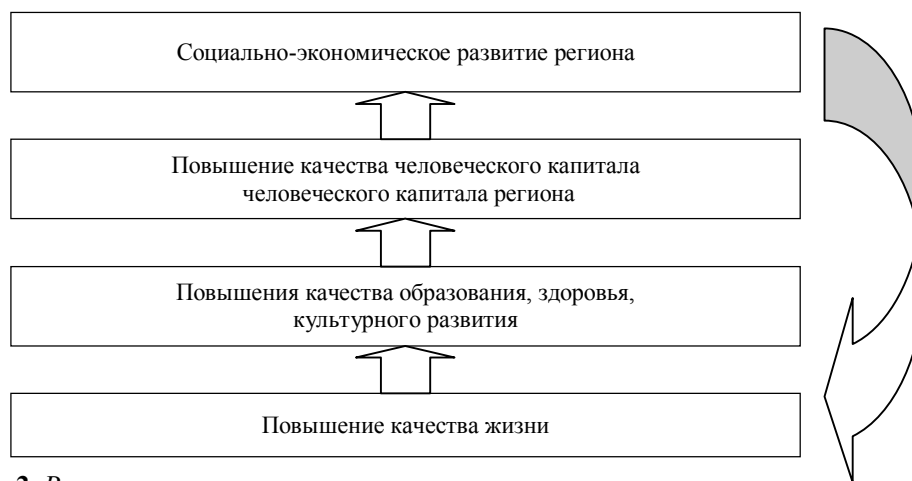 Социально-экономическое развитие региона
Повышение качества человеческого капитала
человеческого капитала региона
Повышения качества образования, здоровья,
культурного развития
Повышение качества жизни